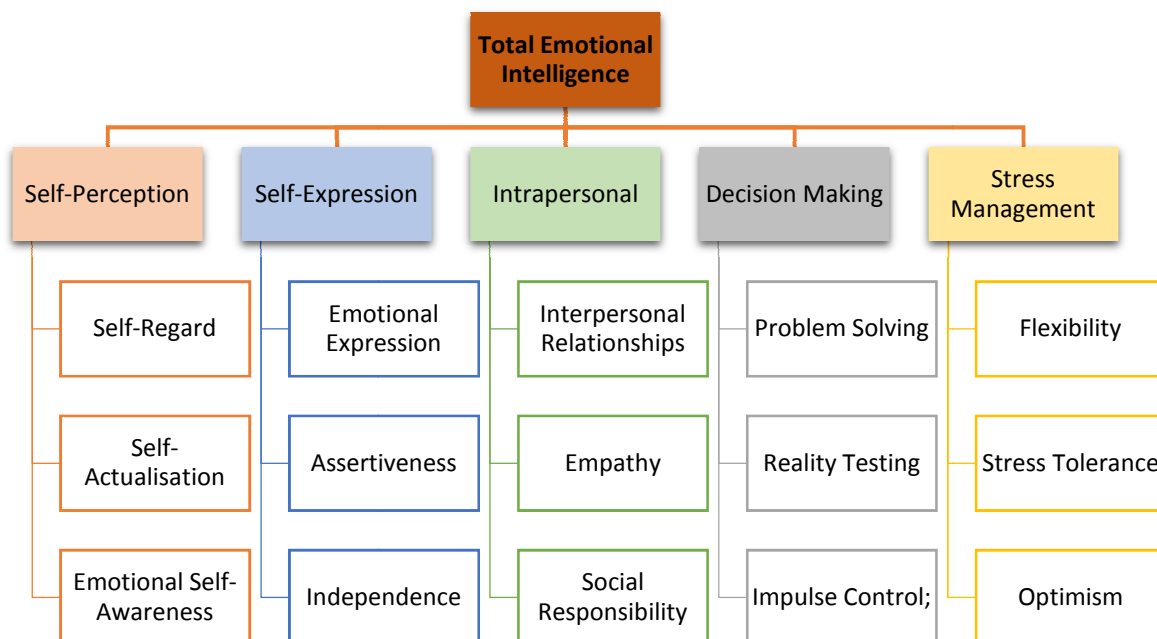 Total Emotional
Intelligence
Self-Perception
Self-Expression
Intrapersonal
Decision Making
Stress
Management
Self-Regard
Emotional
Expression
Interpersonal
Relationships
Problem Solving
Flexibility
Self-
Actualisation
Assertiveness
Empathy
Reality Testing
Stress Tolerance
Emotional Self-
Awareness
Independence
Social
Responsibility
Impulse Control;
Optimism